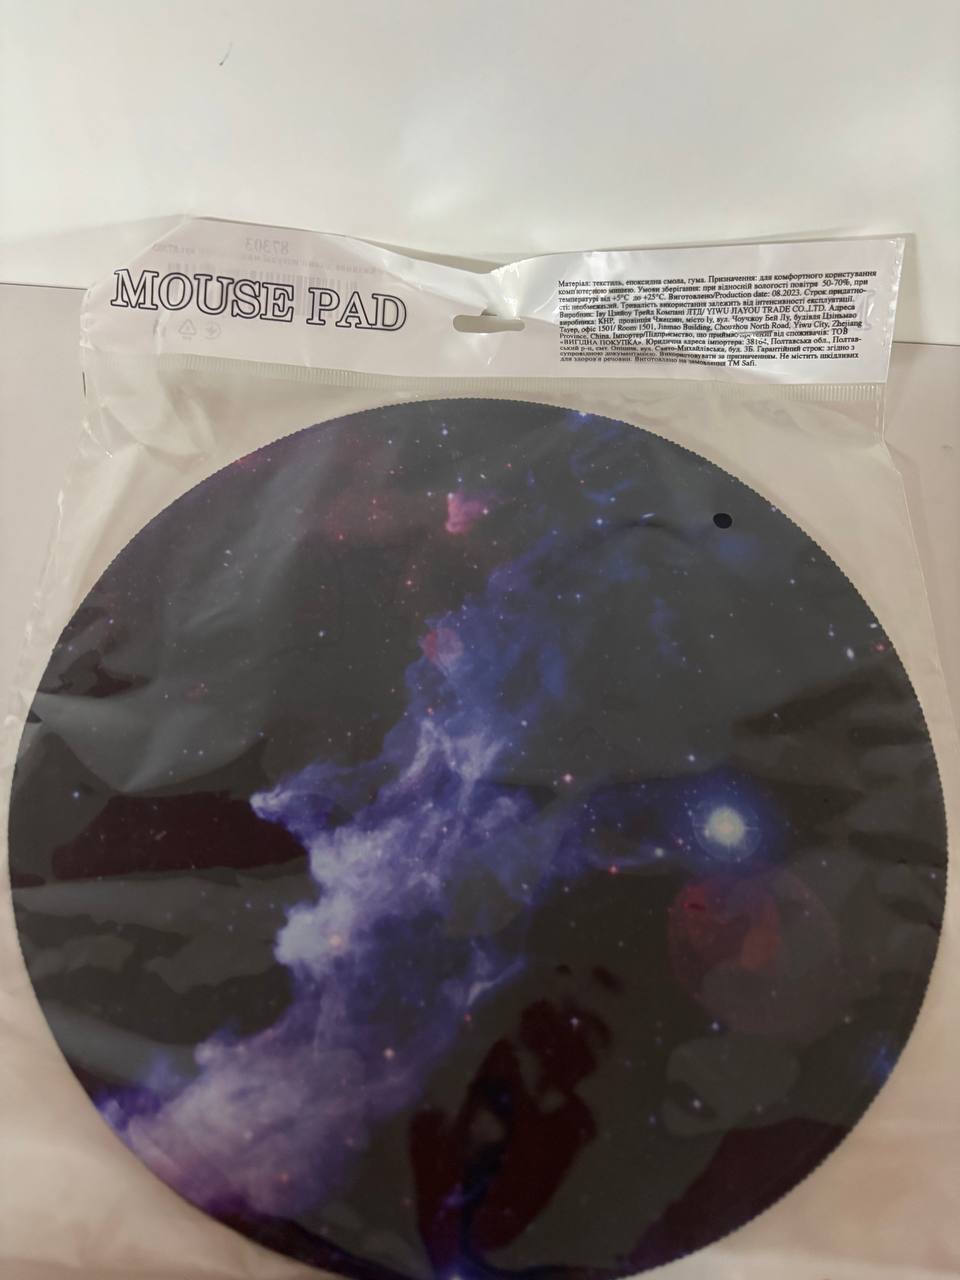 87303
MOUSE PAD
Матеріал: текстиль, епоксидна смола, гума. Призначення: для комфортного користування
комп'ютерною мишею. Умови зберігання: при відносній вологості повітря 50-70%, при
температурі від +5°C до +25°C. Виготовлено/Production date: 08.2023. Строк придатно-
сті: необмежений. Тривалість використання залежить від інтенсивності експлуатації.
Виробник: Іву Цзяйоу Трейд Компані ЛТД/ YIWU JIAYOU TRADE CO.,LTD. Адреса
виробника: КНР, провінція Чжецзян, місто Іу, вул. Чоучжоу Бей Лу, будівля Цзіньмао
Тауер, офіс 1501/ Room 1501, Jinmao Building, Chouzhou North Road, Yiwu City, Zhejiang
Province, China. Імпортер/Підприємство, що приймає претензії від споживачів: ТОВ
«ВИГІДНА ПОКУПКА». Юридична адреса імпортера: 38164, Полтавська обл., Полтав-
ський р-н, смт. Опішня, вул. Свято-Михайлівська, буд. 3Б. Гарантійний строк: згідно з
супровідною документацією. Використовувати за призначенням. Не містить шкідливих
для здоров'я речовин. Виготовлено на замовлення ТМ Safi.